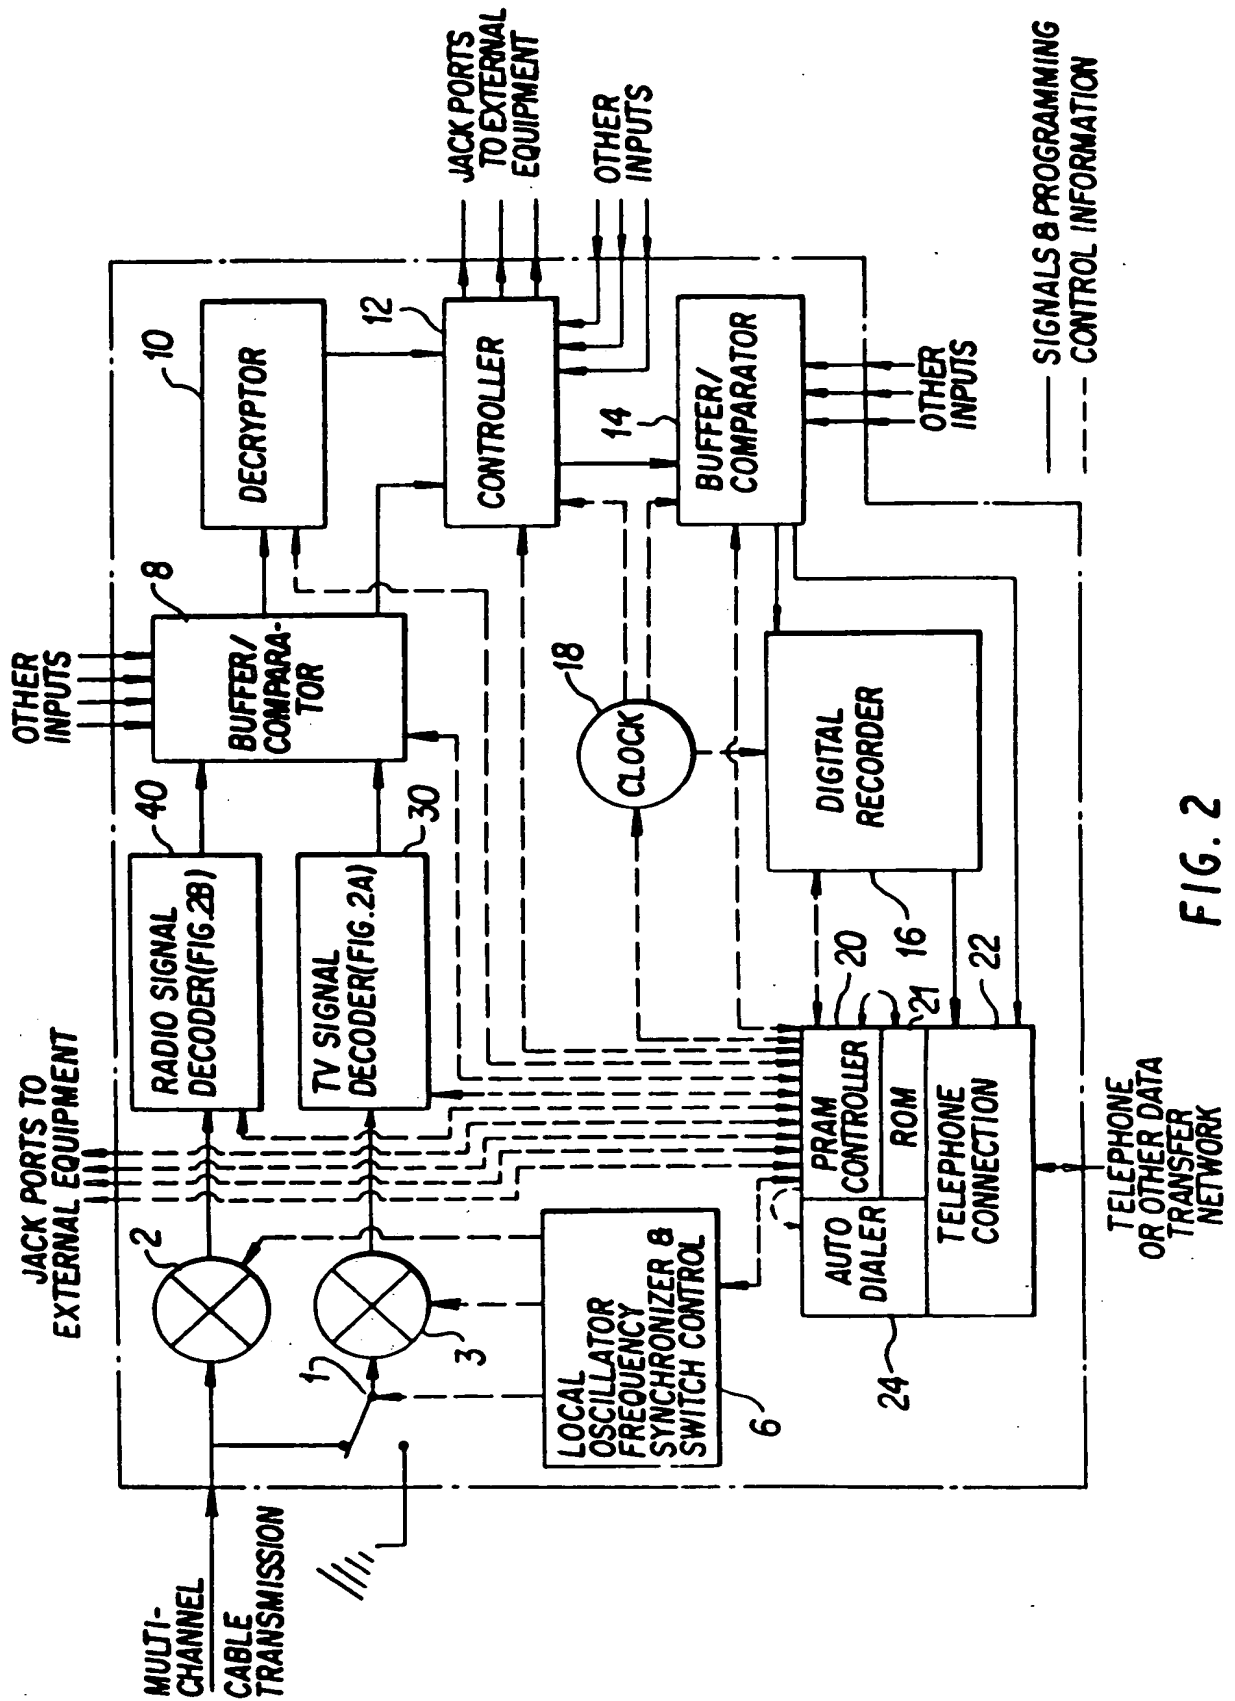 MULTI-
CHANNEL
CABLE
TRANSMISSION
JACK PORTS TO
EXTERNAL EQUIPMENT
OTHER
INPUTS
2
RADIO SIGNAL
DECODER(FIG.2B)
40
BUFFER/
COMPARA-
TOR
8
DECRYPTOR
10
1
3
TV SIGNAL
DECODER(FIG.2A)
30
CONTROLLER
12
JACK PORTS
TO EXTERNAL
EQUIPMENT
OTHER
INPUTS
LOCAL
OSCILLATOR
FREQUENCY
SYNCHRONIZER &
SWITCH CONTROL
6
CLOCK
18
BUFFER/
COMPARATOR
14
OTHER
INPUTS
DIGITAL
RECORDER
16
AUTO
DIALER
24
PRAM
CONTROLLER
20
ROM
21
TELEPHONE
CONNECTION
22
TELEPHONE
OR OTHER DATA
TRANSFER
NETWORK
SIGNALS & PROGRAMMING
CONTROL INFORMATION
FIG. 2